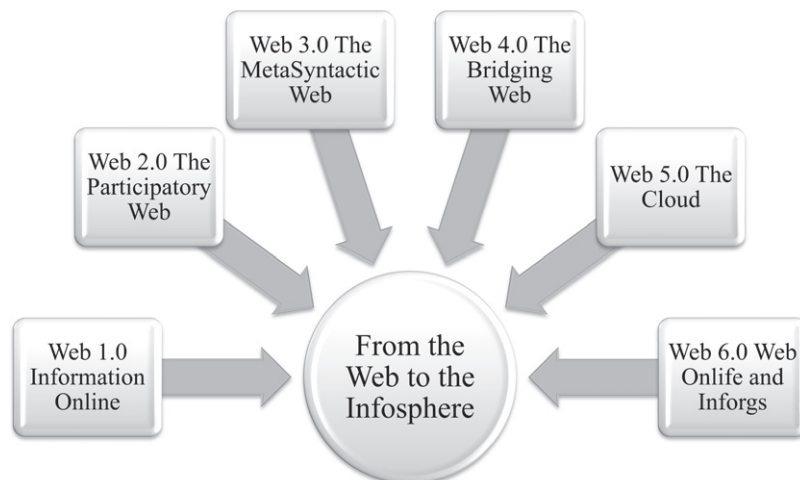 Web 3.0 The
MetaSyntactic
Web
Web 4.0 The
Bridging
Web
Web 2.0 The
Participatory
Web
Web 5.0 The
Cloud
Web 1.0
Information
Online
From the
Web to the
Infosphere
Web 6.0 Web
Onlife and
Inforgs